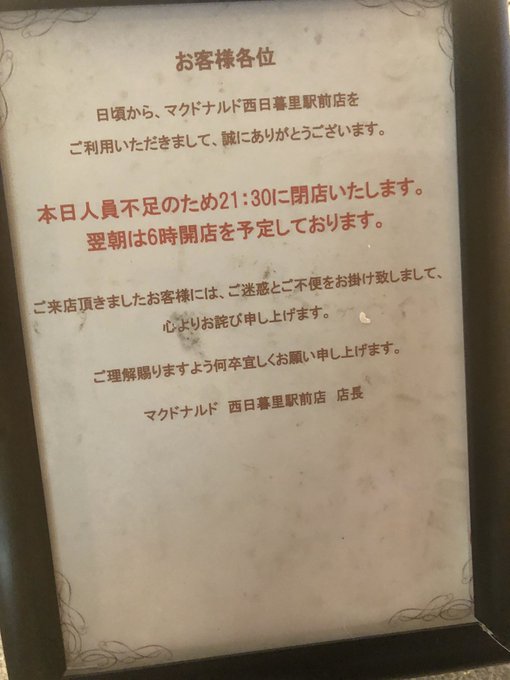 お客様各位
日頃から、マクドナルド西日暮里駅前店を
ご利用いただきまして、誠にありがとうございます。
本日人員不足のため21:30に閉店いたします。
翌朝は6時開店を予定しております。
ご来店頂きましたお客様には、ご迷惑とご不便をお掛け致しまして、
心よりお詫び申し上げます。
ご理解賜りますよう何卒宜しくお願い申し上げます。
マクドナルド 西日暮里駅前店 店長